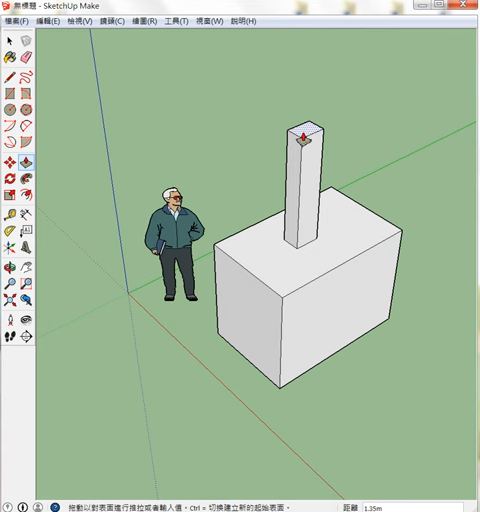 無標題 - SketchUp Make
檔案(F) 編輯(E) 檢視(V) 鏡頭(C) 繪圖(R) 工具(T) 視窗(W) 說明(H)
拖動以對表面進行推拉或者輸入值。Ctrl = 切換建立新的起始表面。 距離 1.35m